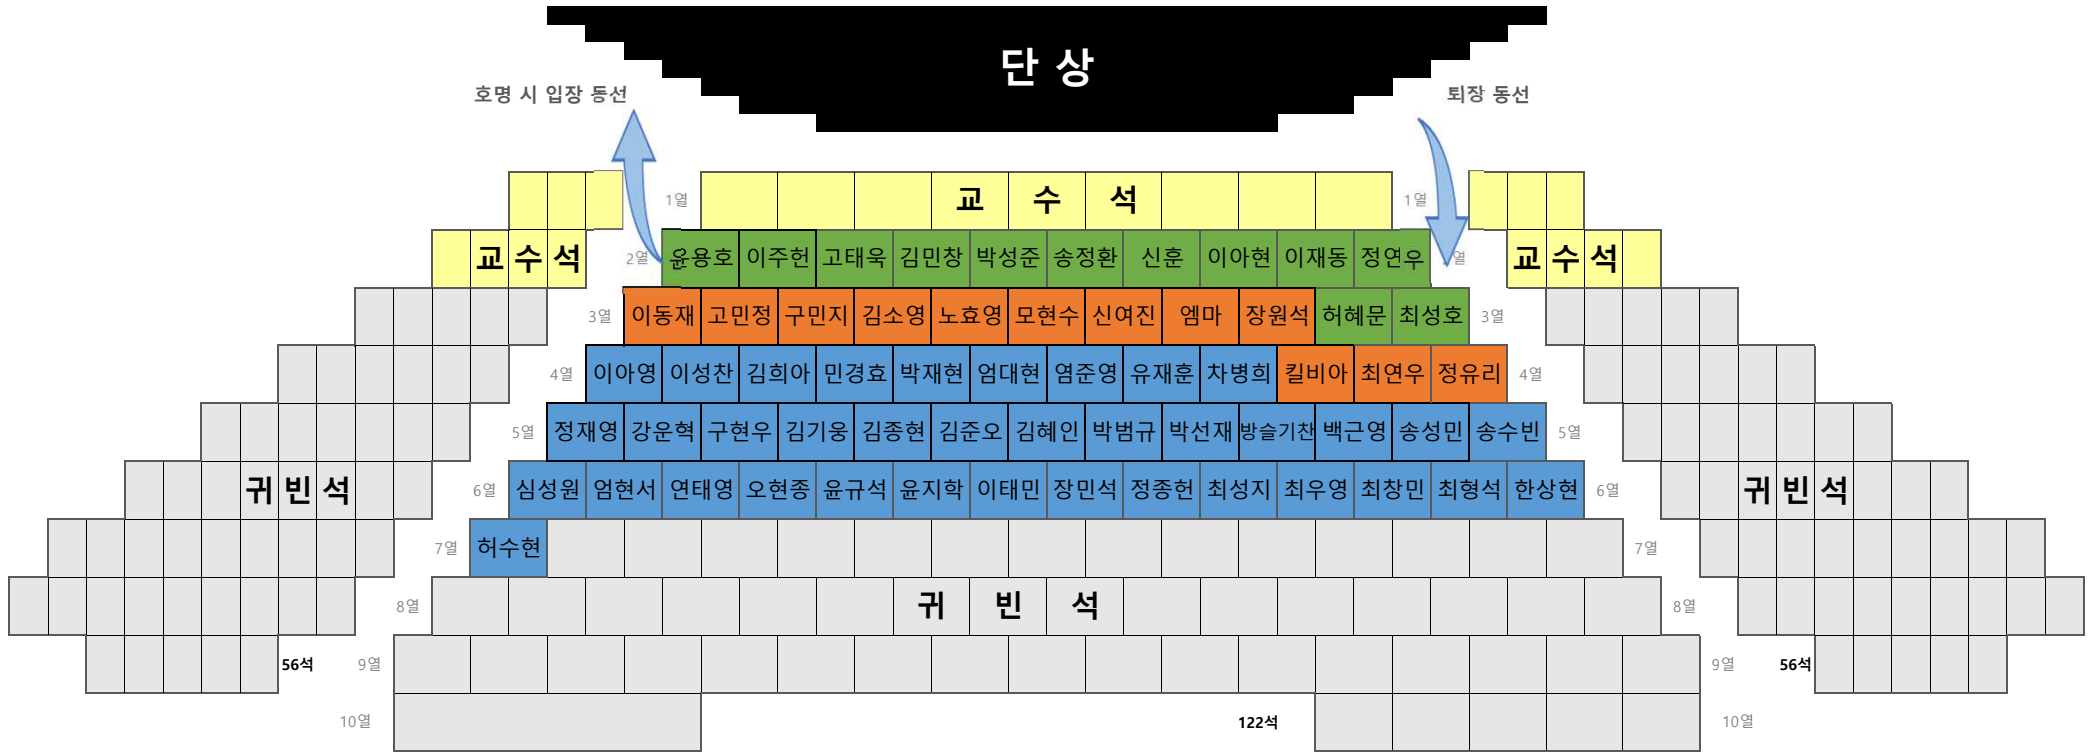 단 상
호명 시 입장 동선
퇴장 동선
1열 교 수 석 1열
교 수 석 2열 윤용호 이주헌 고태욱 김민창 박성준 송정환 신훈 이아현 이재동 정연우 열 교 수 석
3열 이동재 고민정 구민지 김소영 노효영 모현수 신여진 엠마 장원석 허혜문 최성호 3열
4열 이아영 이성찬 김희아 민경효 박재현 엄대현 염준영 유재훈 차병희 킬비아 최연우 정유리 4열
5열 정재영 강운혁 구현우 김기웅 김종현 김준오 김혜인 박범규 박선재 방슬기찬 백근영 송성민 송수빈 5열
귀 빈 석 6열 심성원 엄현서 연태영 오현종 윤규석 윤지학 이태민 장민석 정종헌 최성지 최우영 최창민 최형석 한상현 6열 귀 빈 석
7열 허수현 7열
8열 귀 빈 석 8열
56석 9열 9열 56석
10열 122석 10열